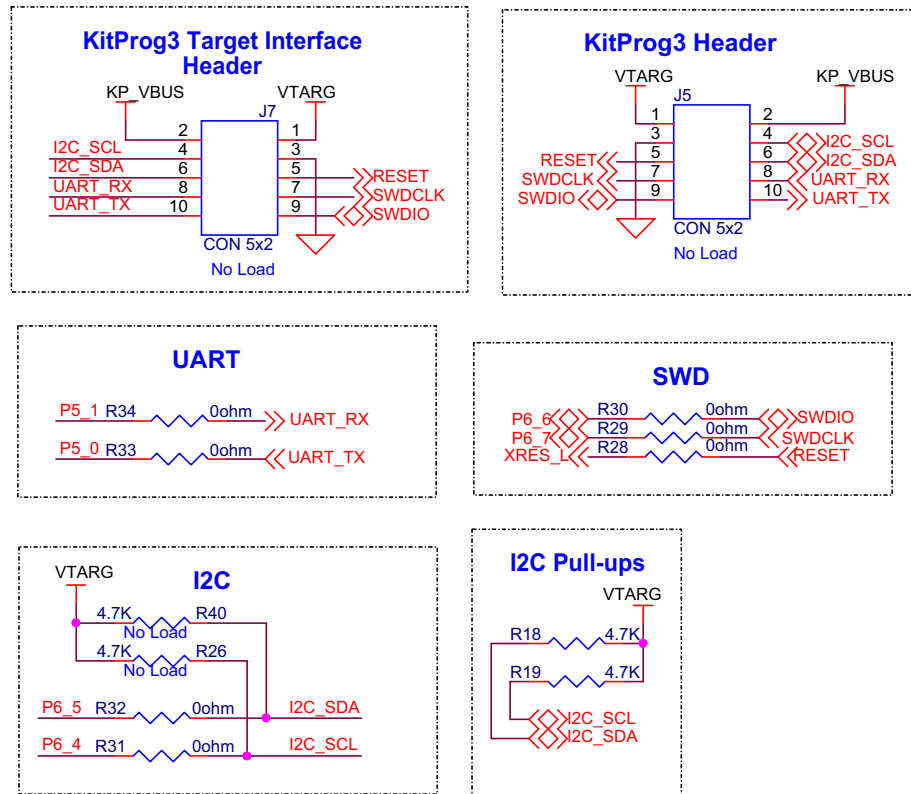 KitProg3 Target Interface
Header
KP_VBUS
VTARG
J7
2
1
I2C_SCL
4
3
I2C_SDA
6
5
RESET
UART_RX
8
7
SWDCLK
UART_TX
10
9
SWDIO
CON 5x2
No Load
KitProg3 Header
VTARG
KP_VBUS
J5
1
2
3
4
I2C_SCL
RESET
5
6
I2C_SDA
SWDCLK
7
8
UART_RX
SWDIO
9
10
UART_TX
CON 5x2
No Load
UART
P5_1 R34 0ohm UART_RX
P5_0 R33 0ohm UART_TX
SWD
P6_6 R30 0ohm SWDIO
P6_7 R29 0ohm SWDCLK
XRES_L R28 0ohm RESET
I2C
VTARG
4.7K R40
No Load
4.7K R26
No Load
P6_5 R32 0ohm I2C_SDA
P6_4 R31 0ohm I2C_SCL
I2C Pull-ups
VTARG
R18 4.7K
R19 4.7K
I2C_SCL
I2C_SDA